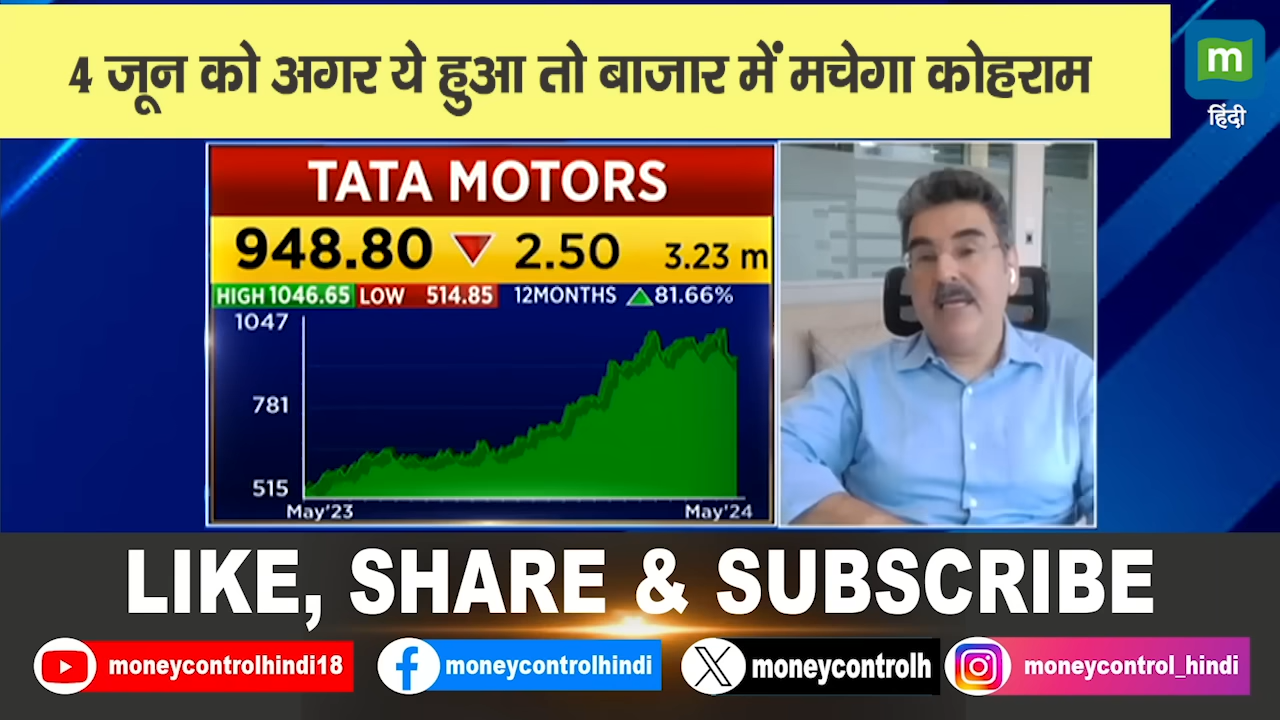 4 जून को अगर ये हुआ तो बाजार में मचेगा कोहराम
m
हिंदी
TATA MOTORS
948.80 ▼ 2.50 3.23 m
HIGH 1046.65 LOW 514.85 12MONTHS ▲ 81.66%
1047
781
515
May'23 May'24
LIKE, SHARE & SUBSCRIBE
moneycontrolhindi18 moneycontrolhindi moneycontrolh moneycontrol_hindi